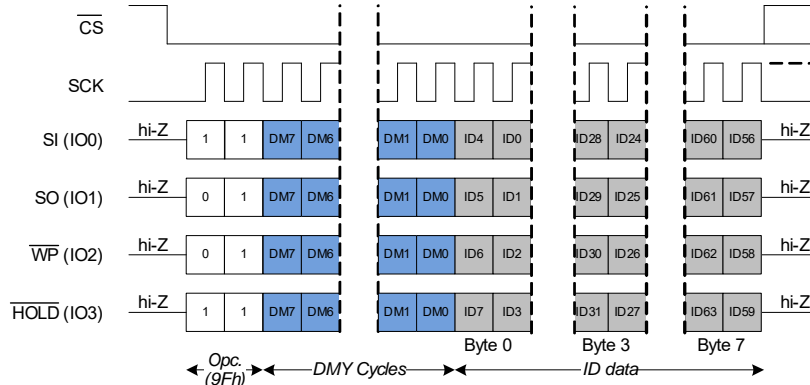 CS
SCK
hi-Z 1 1 DM7 DM6 DM1 DM0 ID4 ID0 ID28 ID24 ID60 ID56 hi-Z
SI (IO0)
hi-Z 0 1 DM7 DM6 DM1 DM0 ID5 ID1 ID29 ID25 ID61 ID57 hi-Z
SO (IO1)
hi-Z 0 1 DM7 DM6 DM1 DM0 ID6 ID2 ID30 ID26 ID62 ID58 hi-Z
WP (IO2)
hi-Z 1 1 DM7 DM6 DM1 DM0 ID7 ID3 ID31 ID27 ID63 ID59 hi-Z
HOLD (IO3)
Byte 0 Byte 3 Byte 7
Opc. DMY Cycles ID data
(9Fh)